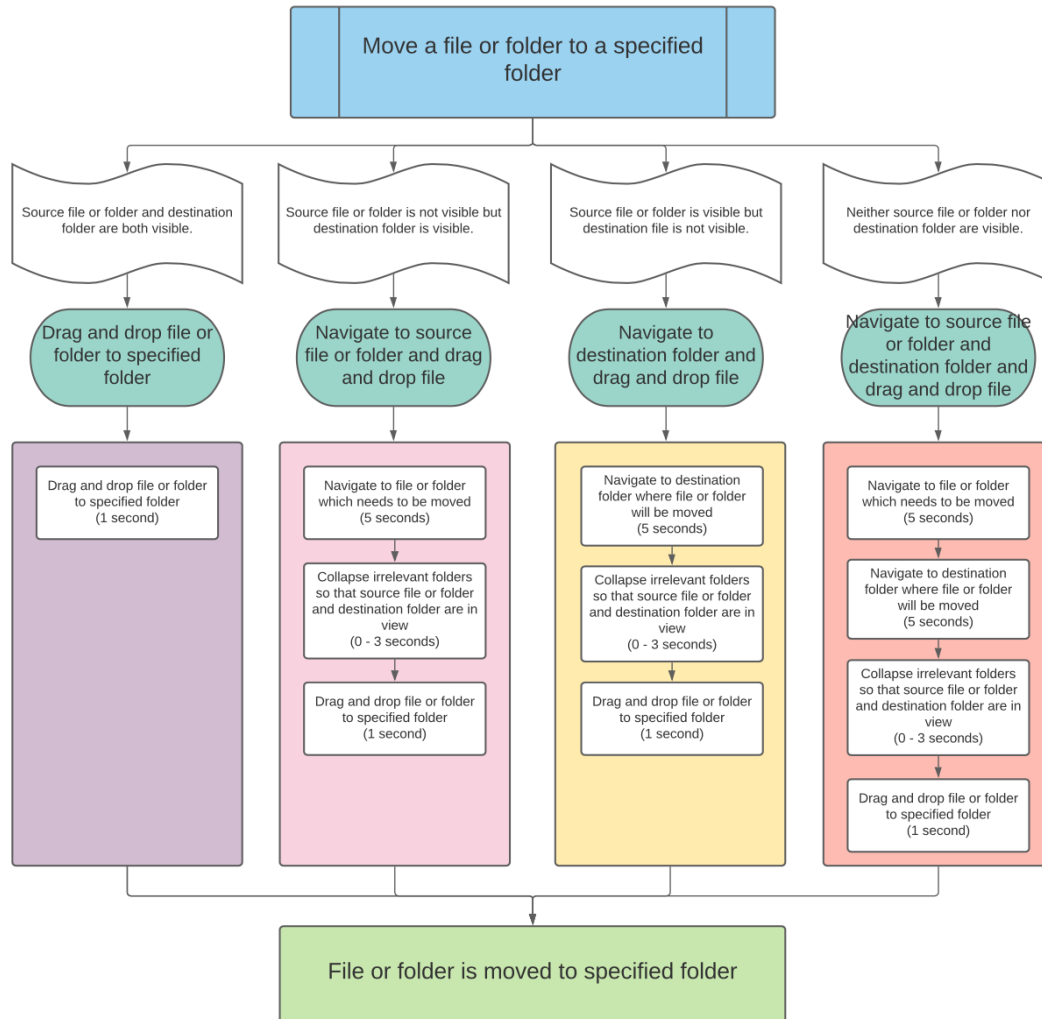 Move a file or folder to a specified
folder
Source file or folder and destination
folder are both visible.
Source file or folder is not visible but
destination folder is visible.
Source file or folder is visible but
destination file is not visible.
Neither source file or folder nor
destination folder are visible.
Drag and drop file or
folder to specified
folder
Navigate to source
file or folder and drag
and drop file
Navigate to
destination folder and
drag and drop file
Navigate to source file
or folder and
destination folder and
drag and drop file
Drag and drop file or folder
to specified folder
(1 second)
Navigate to file or folder
which needs to be moved
(5 seconds)
Collapse irrelevant folders
so that source file or folder
and destination folder are in
view
(0 - 3 seconds)
Drag and drop file or folder
to specified folder
(1 second)
Navigate to destination
folder where file or folder
will be moved
(5 seconds)
Collapse irrelevant folders
so that source file or folder
and destination folder are in
view
(0 - 3 seconds)
Drag and drop file or folder
to specified folder
(1 second)
Navigate to file or folder
which needs to be moved
(5 seconds)
Navigate to destination
folder where file or folder
will be moved
(5 seconds)
Collapse irrelevant folders
so that source file or folder
and destination folder are in
view
(0 - 3 seconds)
Drag and drop file or folder
to specified folder
(1 second)
File or folder is moved to specified folder